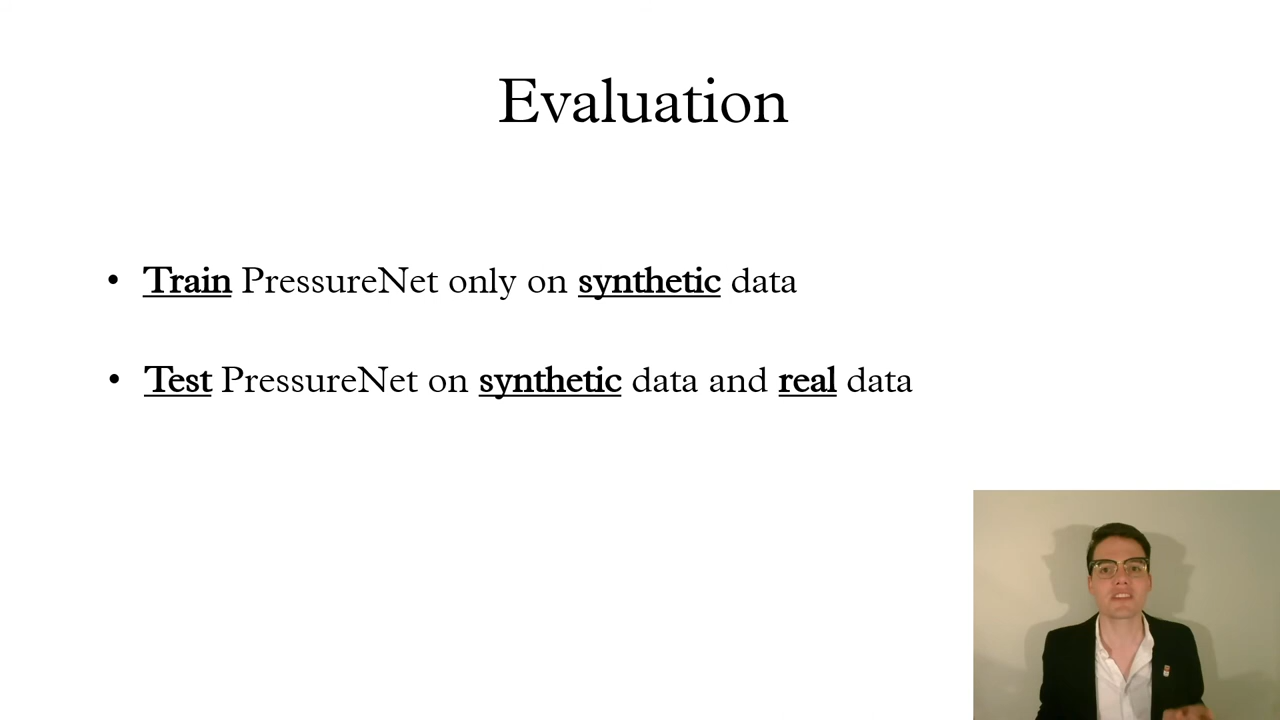 Evaluation
• Train PressureNet only on synthetic data
• Test PressureNet on synthetic data and real data